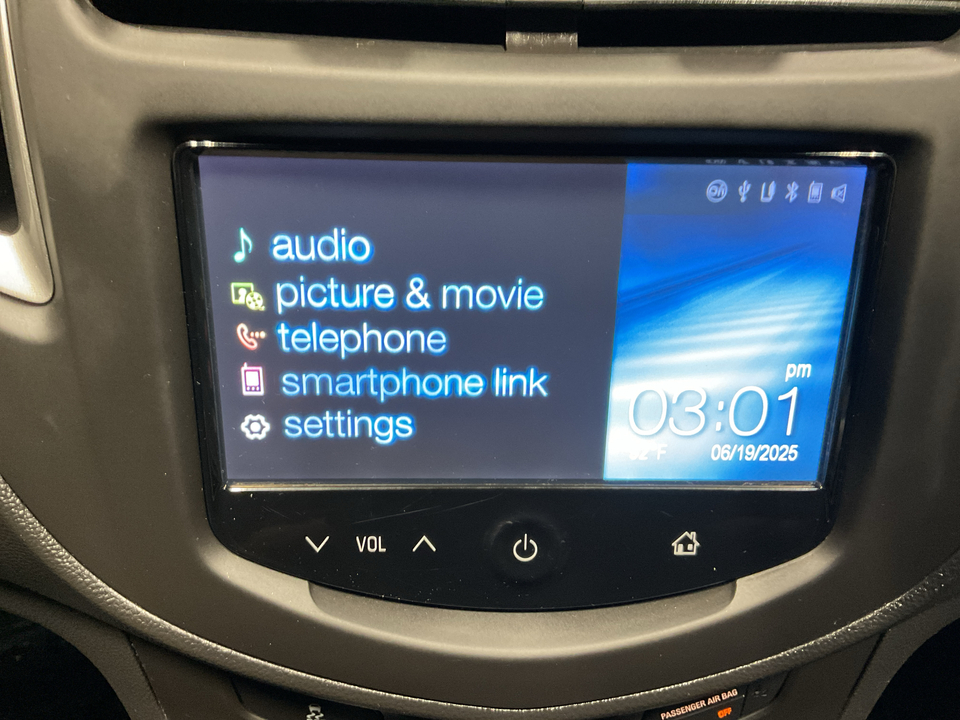 audio
picture & movie
telephone
smartphone link
settings
pm
03:01
06/19/2025
VOL
PASSENGER AIR BAG
OFF